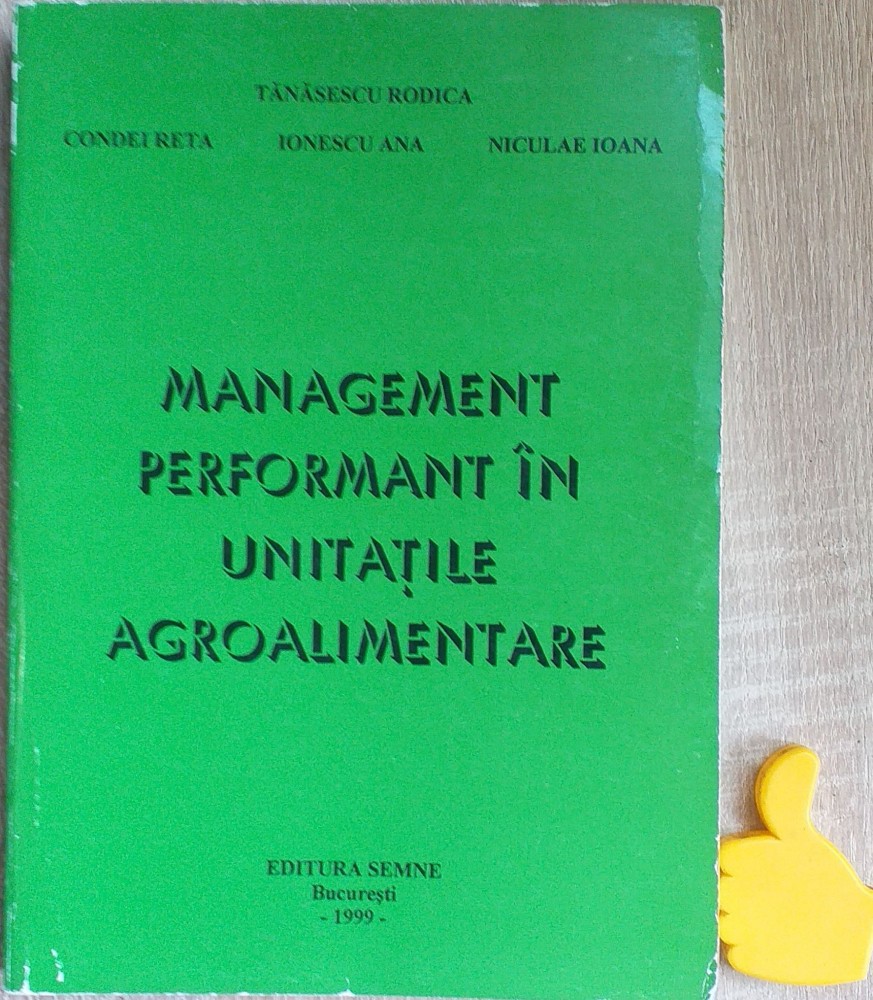 TĂNĂSESCU RODICA
CONDEI RETA IONESCU ANA NICULAE IOANA
MANAGEMENT
PERFORMANT ÎN
UNITAȚILE
AGROALIMENTARE
EDITURA SEMNE
București
- 1999 -